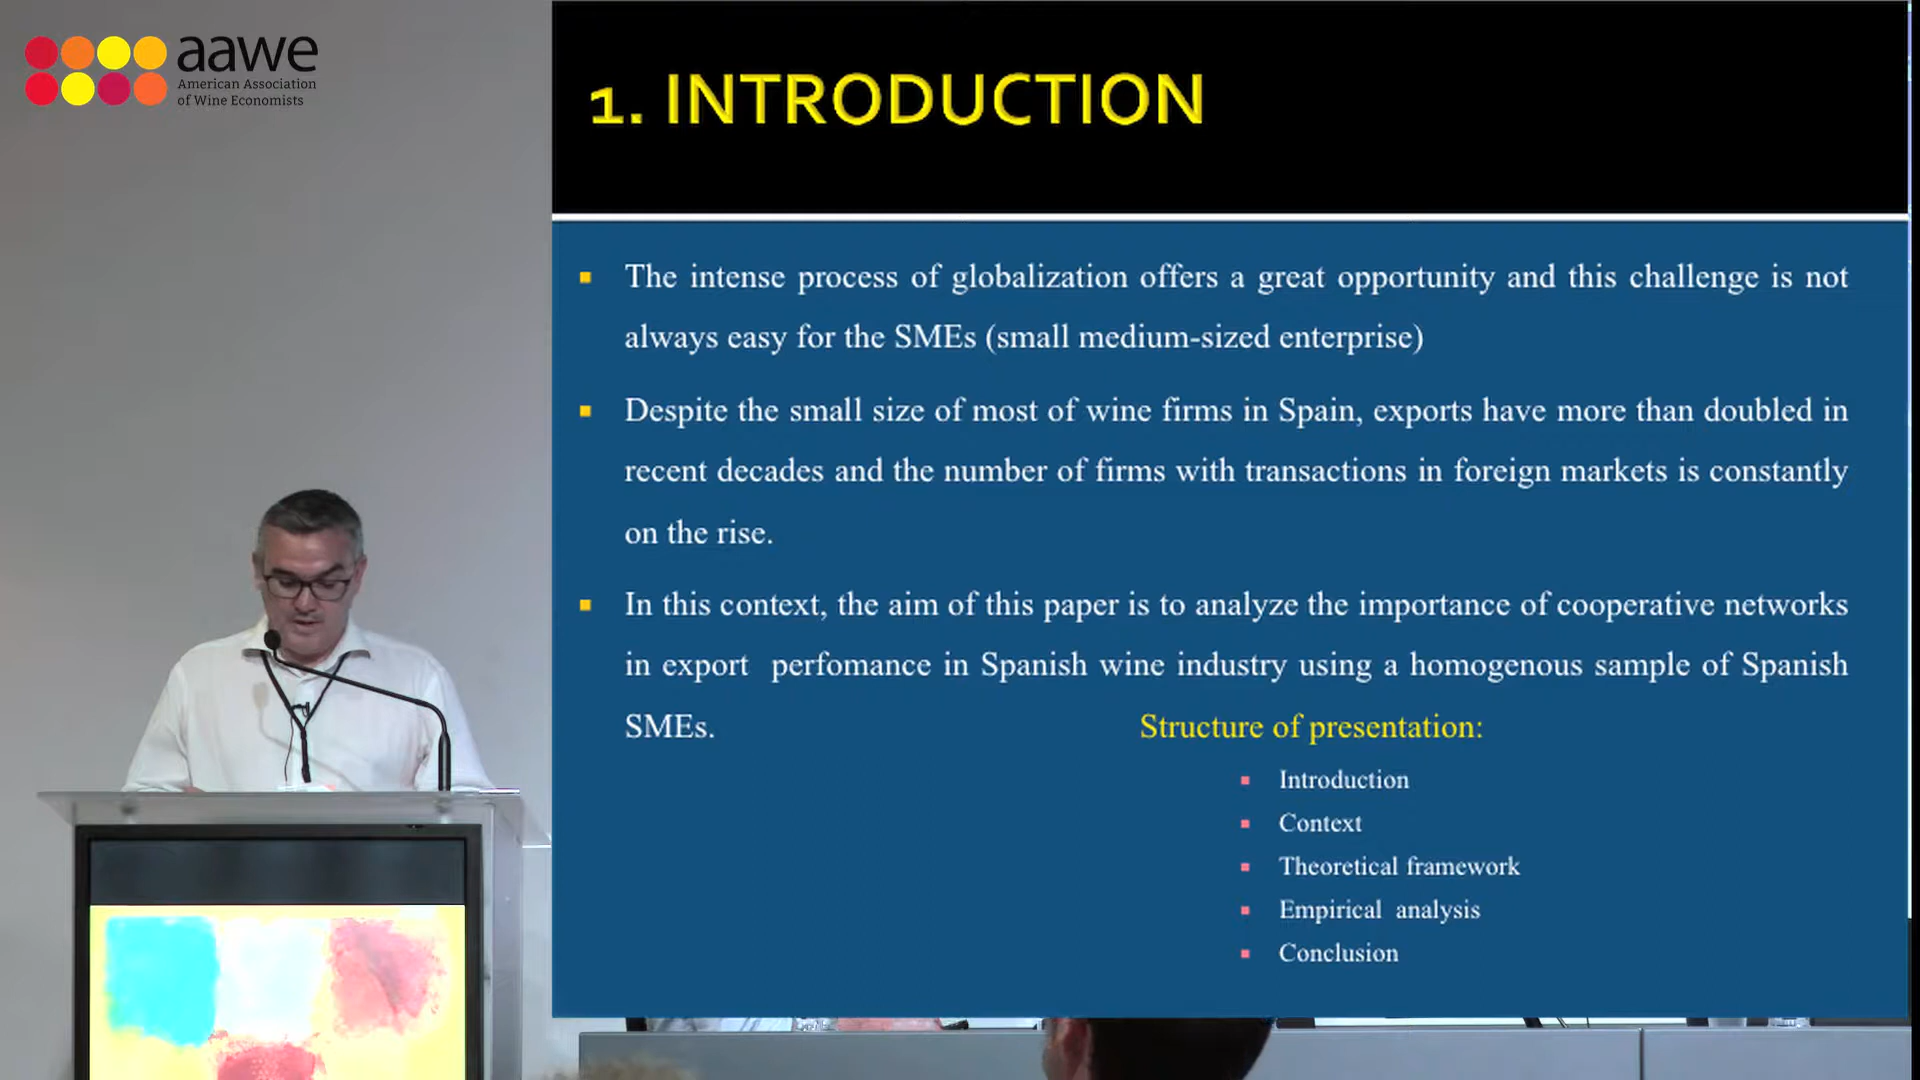 aawe
American Association
of Wine Economists
1. INTRODUCTION
The intense process of globalization offers a great opportunity and this challenge is not
always easy for the SMEs (small medium-sized enterprise)
Despite the small size of most of wine firms in Spain, exports have more than doubled in
recent decades and the number of firms with transactions in foreign markets is constantly
on the rise.
In this context, the aim of this paper is to analyze the importance of cooperative networks
in export perfomance in Spanish wine industry using a homogenous sample of Spanish
SMEs.
Structure of presentation:
Introduction
Context
Theoretical framework
Empirical analysis
Conclusion